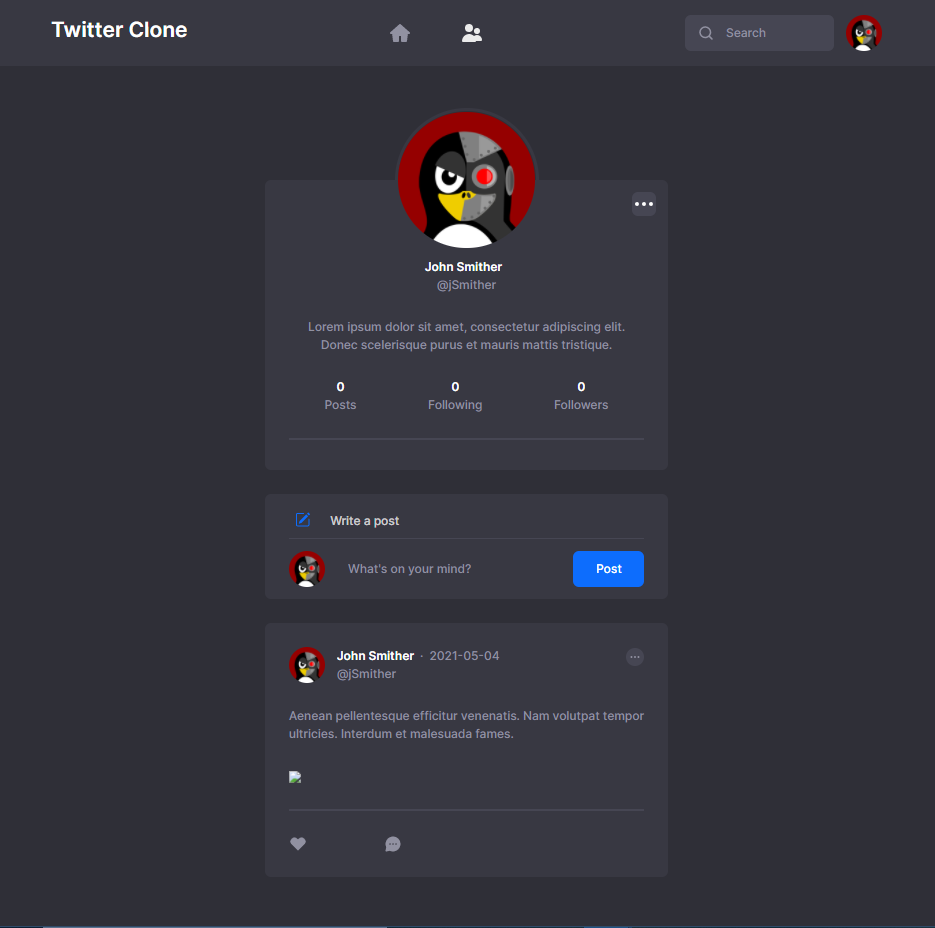 Twitter Clone
Search
John Smither
@jSmither
Lorem ipsum dolor sit amet, consectetur adipiscing elit.
Donec scelerisque purus et mauris mattis tristique.
0 0 0
Posts Following Followers
Write a post
What's on your mind?
Post
John Smither · 2021-05-04
@jSmither
Aenean pellentesque efficitur venenatis. Nam volutpat tempor
ultricies. Interdum et malesuada fames.